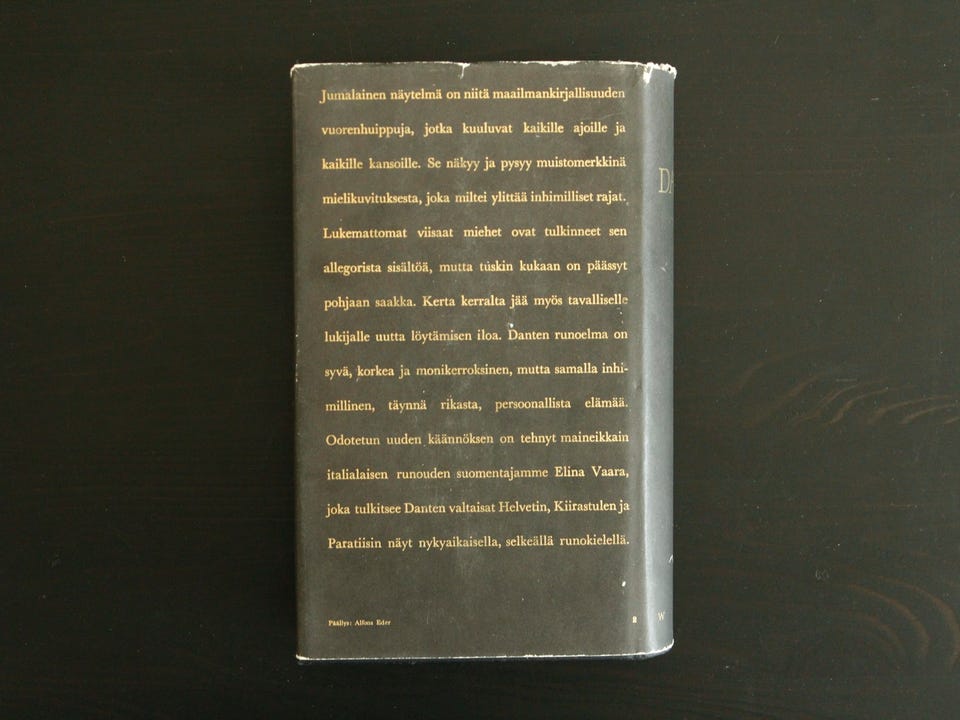 Jumalainen näytelmä on niitä maailmankirjallisuuden
vuorenhuippuja, jotka kuuluvat kaikille ajoille ja
kaikille kansoille. Se näkyy ja pysyy muistomerkkinä
mielikuvituksesta, joka miltei ylittää inhimilliset rajat.
Lukemattomat viisaat miehet ovat tulkinneet sen
allegorista sisältöä, mutta tuskin kukaan on päässyt
pohjaan saakka. Kerta kerralta jää myös tavalliselle
lukijalle uutta löytämisen iloa. Danten runoelma on
syvä, korkea ja monikerroksinen, mutta samalla inhi-
millinen, täynnä rikasta, persoonallista elämää.
Odotetun uuden käännöksen on tehnyt maineikkain
italialaisen runouden suomentajamme Elina Vaara,
joka tulkitsee Danten valtaisat Helvetin, Kiirastulen ja
Paratiisin näyt nykyaikaisella, selkeällä runokielellä.
Päällys: Alfons Eder
2
D
W